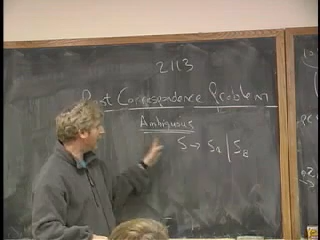 2113
Post Correspondence Problem
Ambiguous
S → S_A | S_B